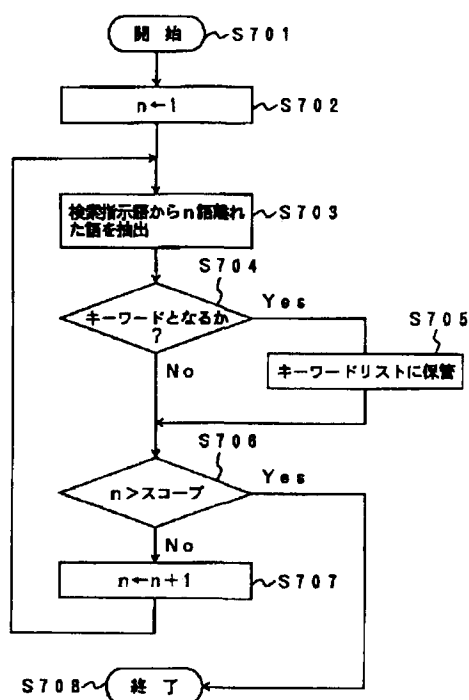 開 始
S701
n←1
S702
検索指示語からn語離れ
た語を抽出
S703
S704
キーワードとなるか
?
Yes
No
S705
キーワードリストに保管
S706
n>スコープ
Yes
No
n←n+1
S707
S708
終 了